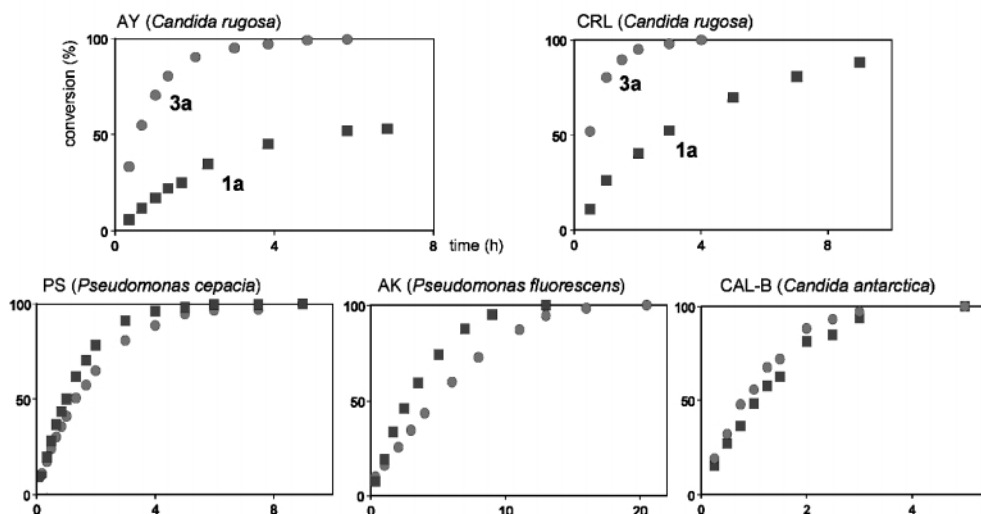 AY (Candida rugosa)
CRL (Candida rugosa)
conversion (%)
100
50
0
3a
1a
0
4
8
time (h)
100
50
0
3a
1a
0
4
8
PS (Pseudomonas cepacia)
AK (Pseudomonas fluorescens)
CAL-B (Candida antarctica)
100
50
0
0
4
8
100
50
0
0
10
20
100
50
0
0
2
4